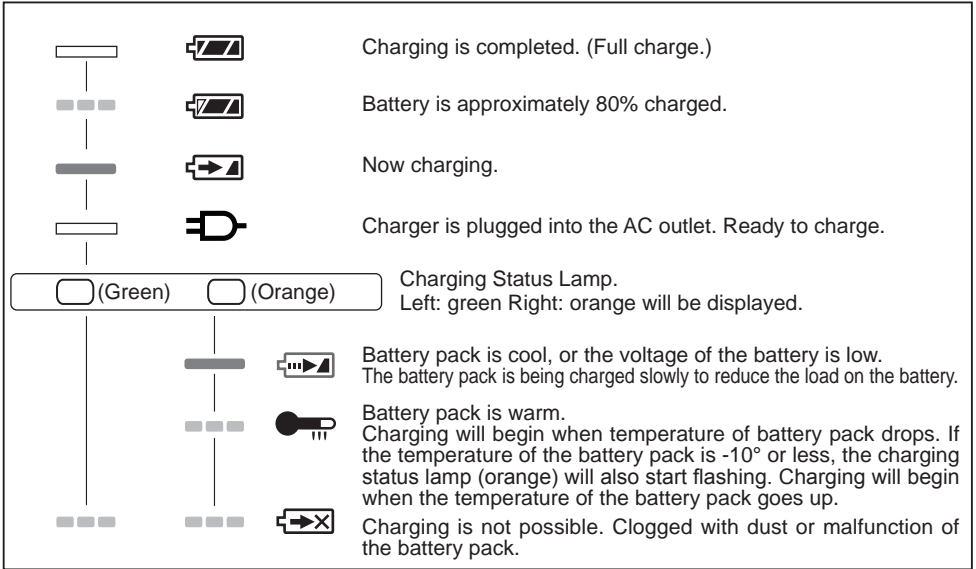 Charging is completed. (Full charge.)
Battery is approximately 80% charged.
Now charging.
Charger is plugged into the AC outlet. Ready to charge.
(Green) (Orange)
Charging Status Lamp.
Left: green Right: orange will be displayed.
Battery pack is cool, or the voltage of the battery is low.
The battery pack is being charged slowly to reduce the load on the battery.
Battery pack is warm.
Charging will begin when temperature of battery pack drops. If
the temperature of the battery pack is -10° or less, the charging
status lamp (orange) will also start flashing. Charging will begin
when the temperature of the battery pack goes up.
Charging is not possible. Clogged with dust or malfunction of
the battery pack.